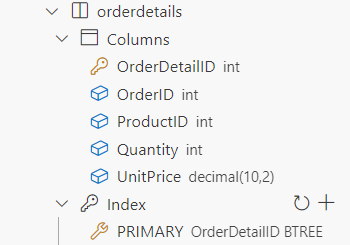 orderdetails
Columns
OrderDetailID int
OrderID int
ProductID int
Quantity int
UnitPrice decimal(10,2)
Index
PRIMARY OrderDetailID BTREE